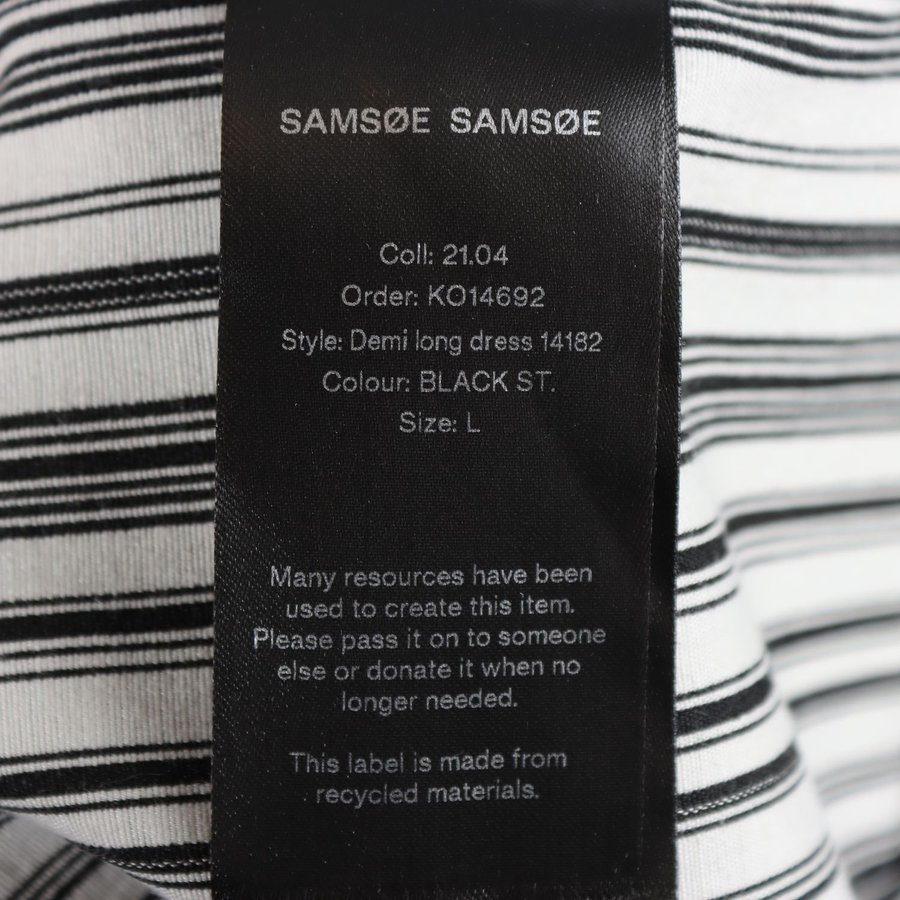 SAMSØE SAMSØE
Coll: 21.04
Order: KO14692
Style: Demi long dress 14182
Colour: BLACK ST.
Size: L
Many resources have been
used to create this item.
Please pass it on to someone
else or donate it when no
longer needed.
This label is made from
recycled materials.